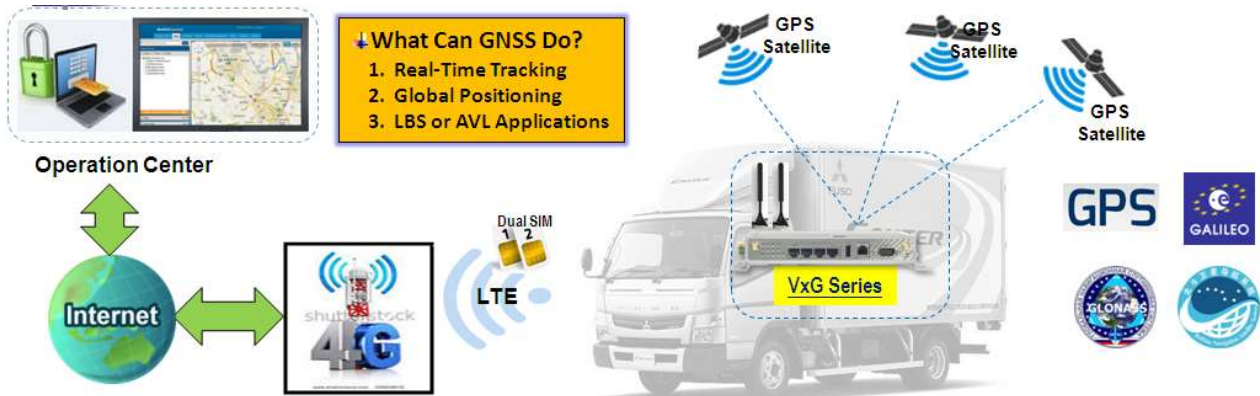 What Can GNSS Do?
1. Real-Time Tracking
2. Global Positioning
3. LBS or AVL Applications
GPS
Satellite
GPS
Satellite
GPS
Satellite
Operation Center
Internet
shutterstock
4G
Dual SIM
1 2
LTE
VxG Series
GPS
GALILEO
GLONASS